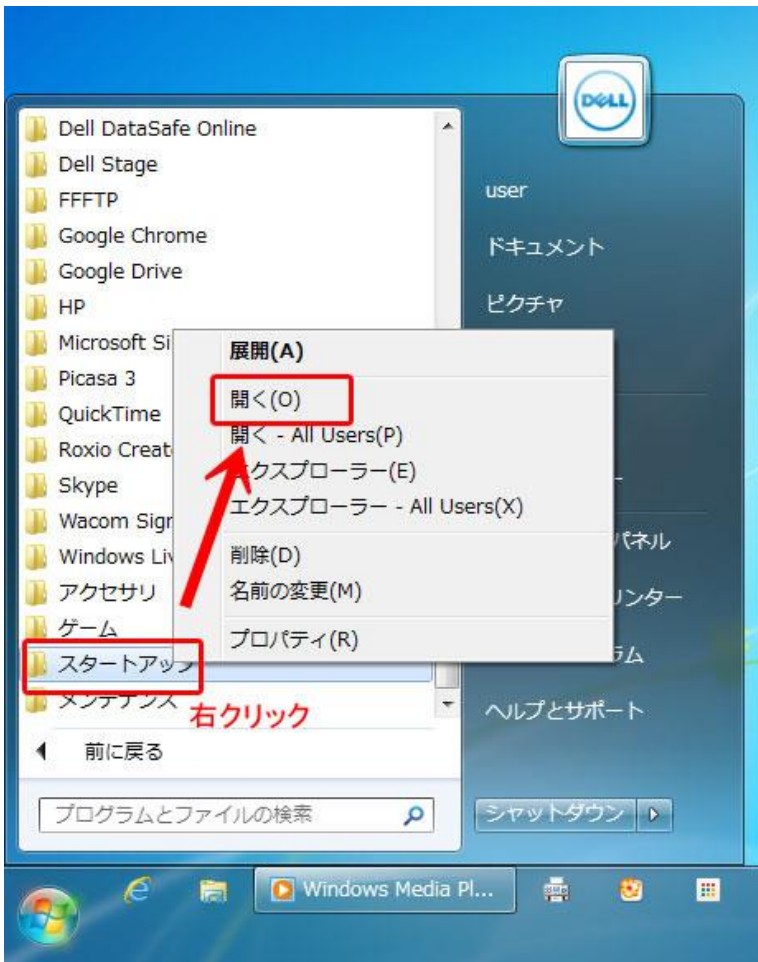 DELL
Dell DataSafe Online
Dell Stage
FFFTP
Google Chrome
Google Drive
HP
Microsoft Si
Picasa 3
QuickTime
Roxio Creat
Skype
Wacom Sign
Windows Liv
アクセサリ
ゲーム
スタートアップ
メンテナンス
右クリック
前に戻る
プログラムとファイルの検索
展開(A)
開く(O)
開く - All Users(P)
エクスプローラー(E)
エクスプローラー - All Users(X)
削除(D)
名前の変更(M)
プロパティ(R)
user
ドキュメント
ピクチャ
パネル
リンター
ラム
ヘルプとサポート
シャットダウン
Windows Media Pl...